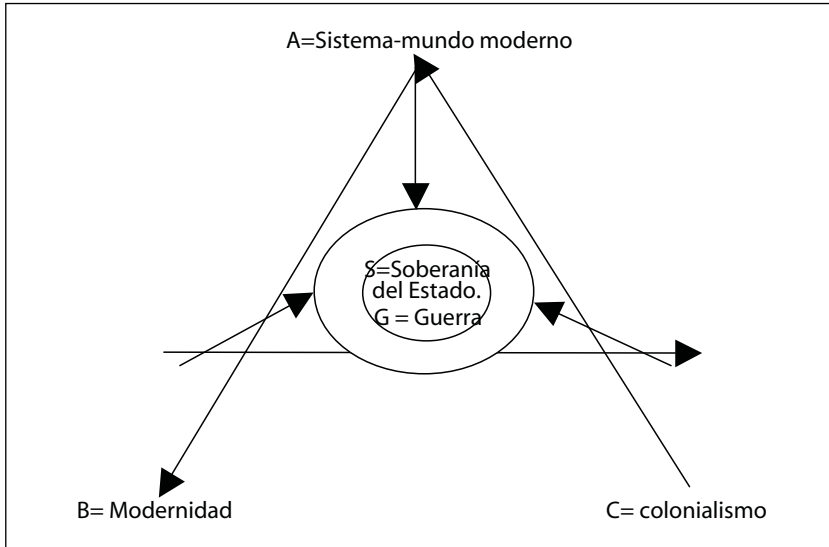 A=Sistema-mundo moderno
S=Soberanía
del Estado.
G = Guerra
B= Modernidad
C= colonialismo